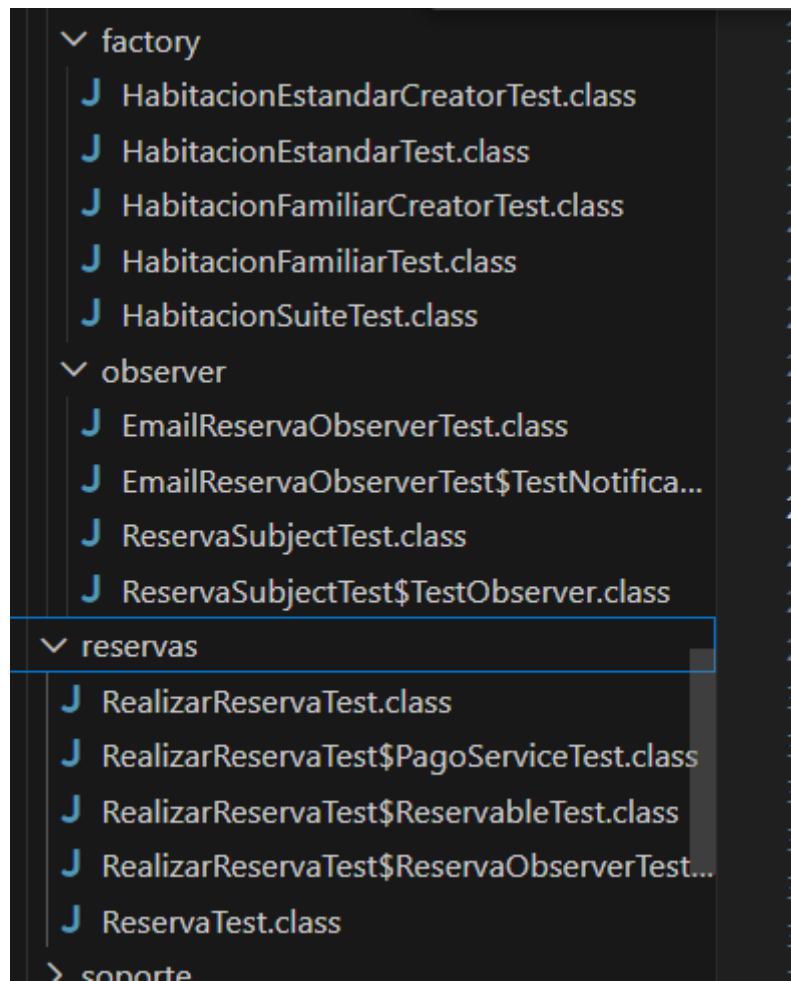 factory
J HabitacionEstandarCreatorTest.class
J HabitacionEstandarTest.class
J HabitacionFamiliarCreatorTest.class
J HabitacionFamiliarTest.class
J HabitacionSuiteTest.class
observer
J EmailReservaObserverTest.class
J EmailReservaObserverTest$TestNotifica...
J ReservaSubjectTest.class
J ReservaSubjectTest$TestObserver.class
reservas
J RealizarReservaTest.class
J RealizarReservaTest$PagoServiceTest.class
J RealizarReservaTest$ReservableTest.class
J RealizarReservaTest$ReservaObserverTest...
J ReservaTest.class
soporte